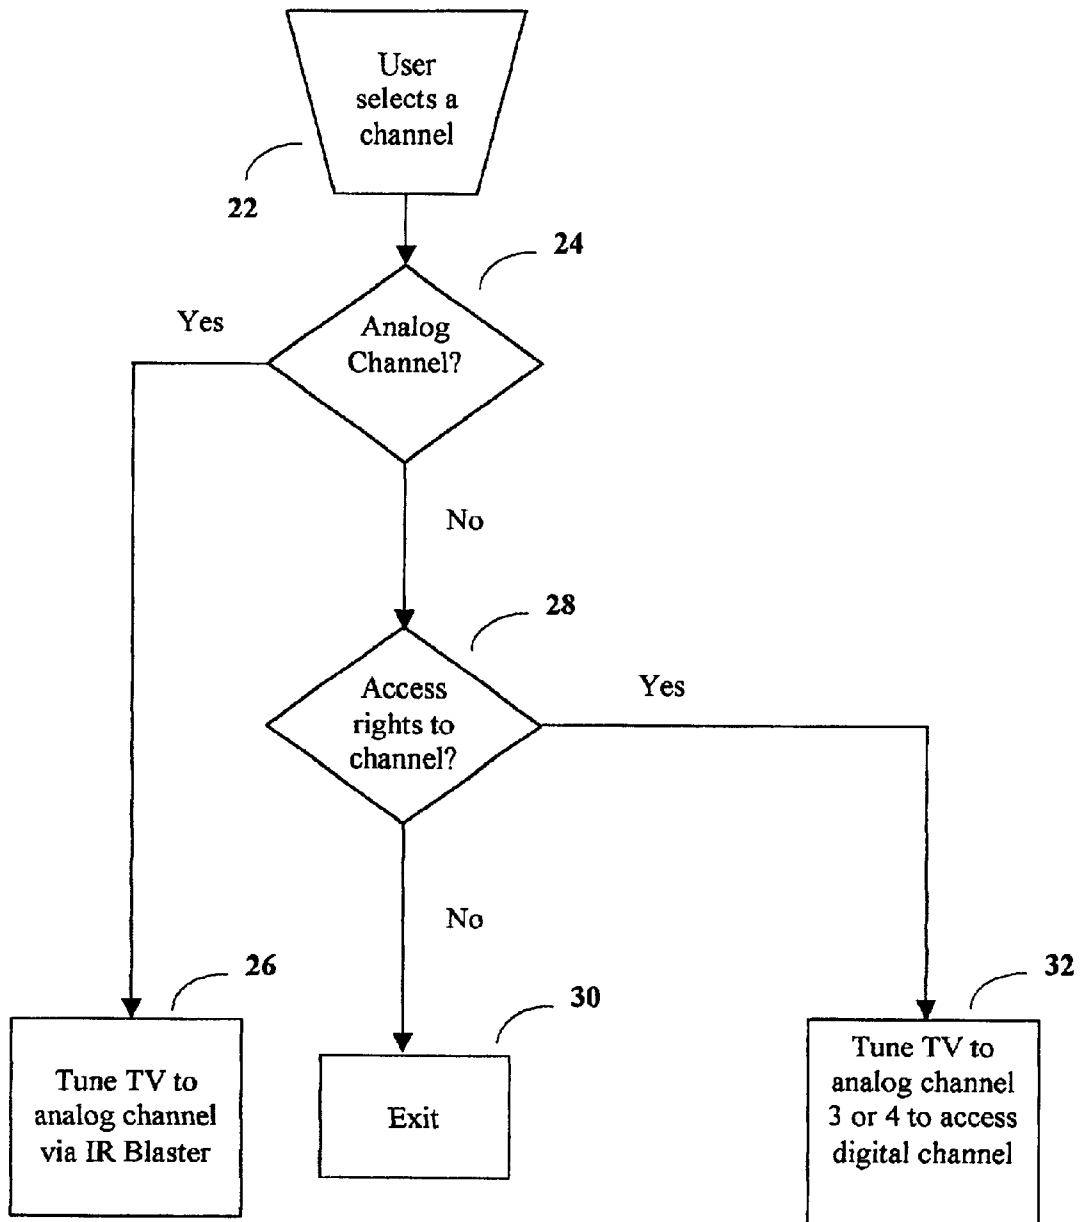 User
selects a
channel
22
24
Yes
Analog
Channel?
No
28
Access
rights to
channel?
Yes
No
26
30
32
Tune TV to
analog channel
via IR Blaster
Exit
Tune TV to
analog channel
3 or 4 to access
digital channel